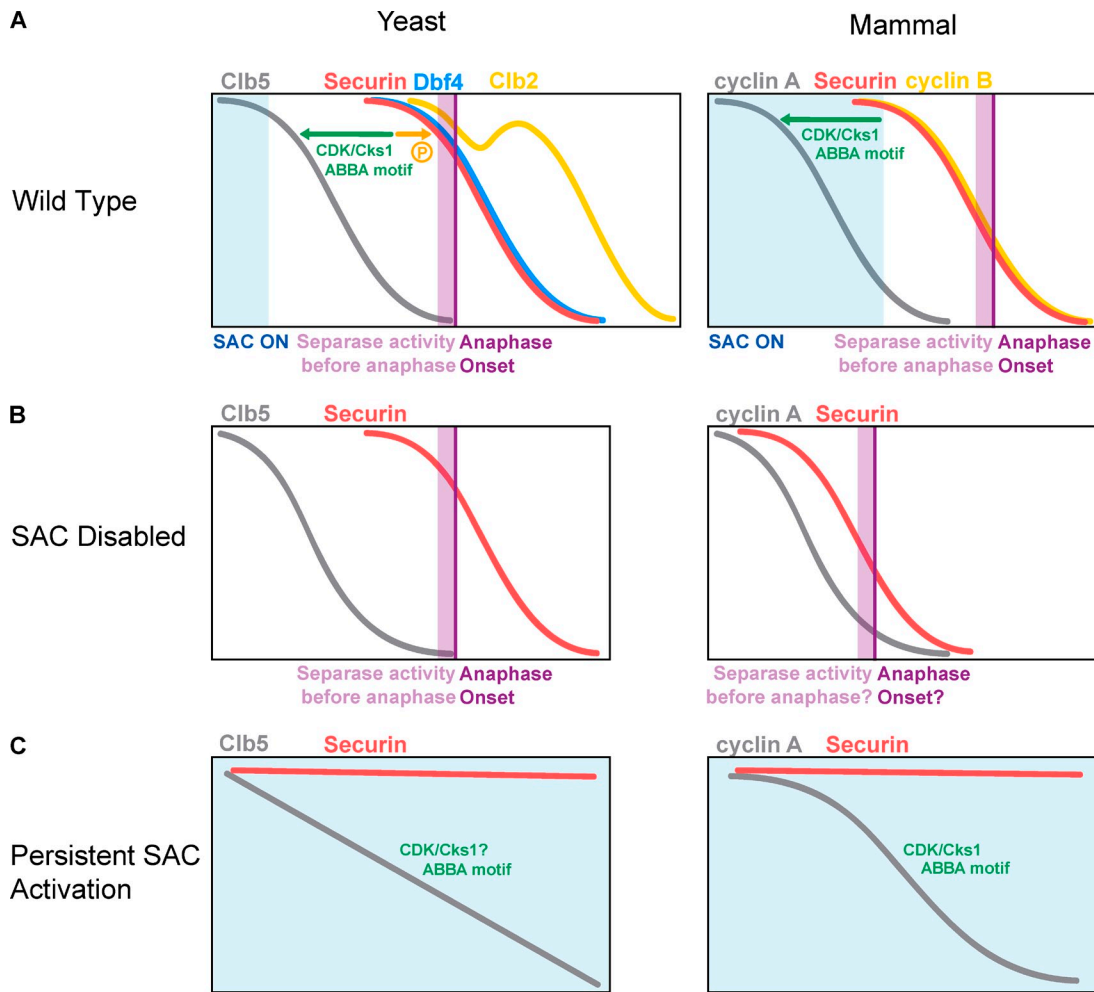 A
Yeast
Mammal
Clb5 Securin Dbf4 Clb2
cyclin A Securin cyclin B
CDK/Cks1
ABBA motif
P
CDK/Cks1
ABBA motif
Wild Type
SAC ON Separase activity Anaphase
before anaphase Onset
SAC ON Separase activity Anaphase
before anaphase Onset
B
Clb5 Securin
cyclin A Securin
SAC Disabled
Separase activity Anaphase
before anaphase Onset
Separase activity Anaphase
before anaphase? Onset?
C
Clb5 Securin
cyclin A Securin
CDK/Cks1?
ABBA motif
CDK/Cks1
ABBA motif
Persistent SAC
Activation